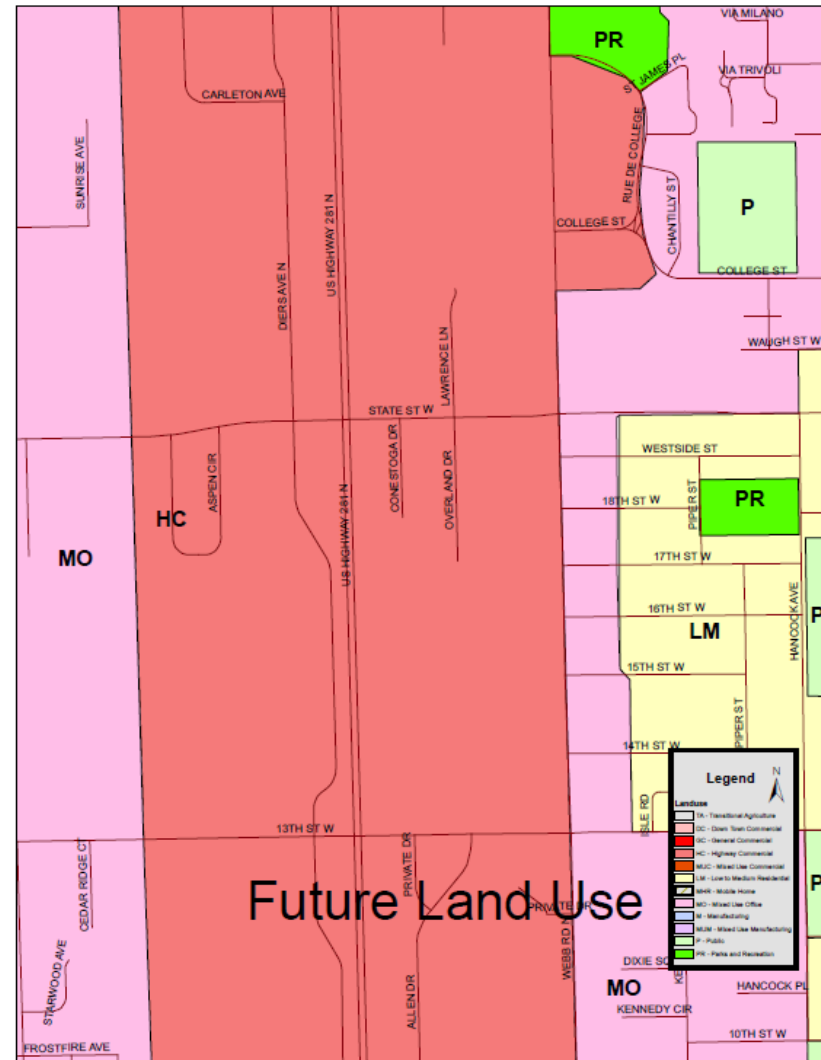 VIA MILANO
PR
ST JAMES PL
VIA TRIVOLI
CARLETON AVE
SUNRISE AVE
RUE DE COLLEGE
P
COLLEGE ST
CHANTILLY ST
US HIGHWAY 281 N
DIERS AVE N
COLLEGE ST
LAWRENCE LN
WAUGH ST W
STATE ST W
CONESTOGA DR
OVERLAND DR
WESTSIDE ST
ASPEN CIR
HC
18TH ST W
PIPER ST
PR
US HIGHWAY 281 N
MO
17TH ST W
HANCOCK AVE
16TH ST W
P
LM
15TH ST W
PIPER ST
14TH ST W
Legend
N
Landuse
TA - Transitional Agriculture
DC - Down Town Commercial
GC - General Commercial
HC - Highway Commercial
MUC - Mixed Use Commercial
LM - Low to Medium Residential
MHR - Mobile Home
MO - Mixed Use Office
M - Manufacturing
MUM - Mixed Use Manufacturing
P - Public
PR - Parks and Recreation
ISLE RD
13TH ST W
CEDAR RIDGE CT
PRIVATE DR
P
Future Land Use
PRIVATE DR
WEBB RD N
STARWOOD AVE
DIXIE SQ
KE
MO
HANCOCK PL
ALLEN DR
KENNEDY CIR
10TH ST W
FROSTFIRE AVE